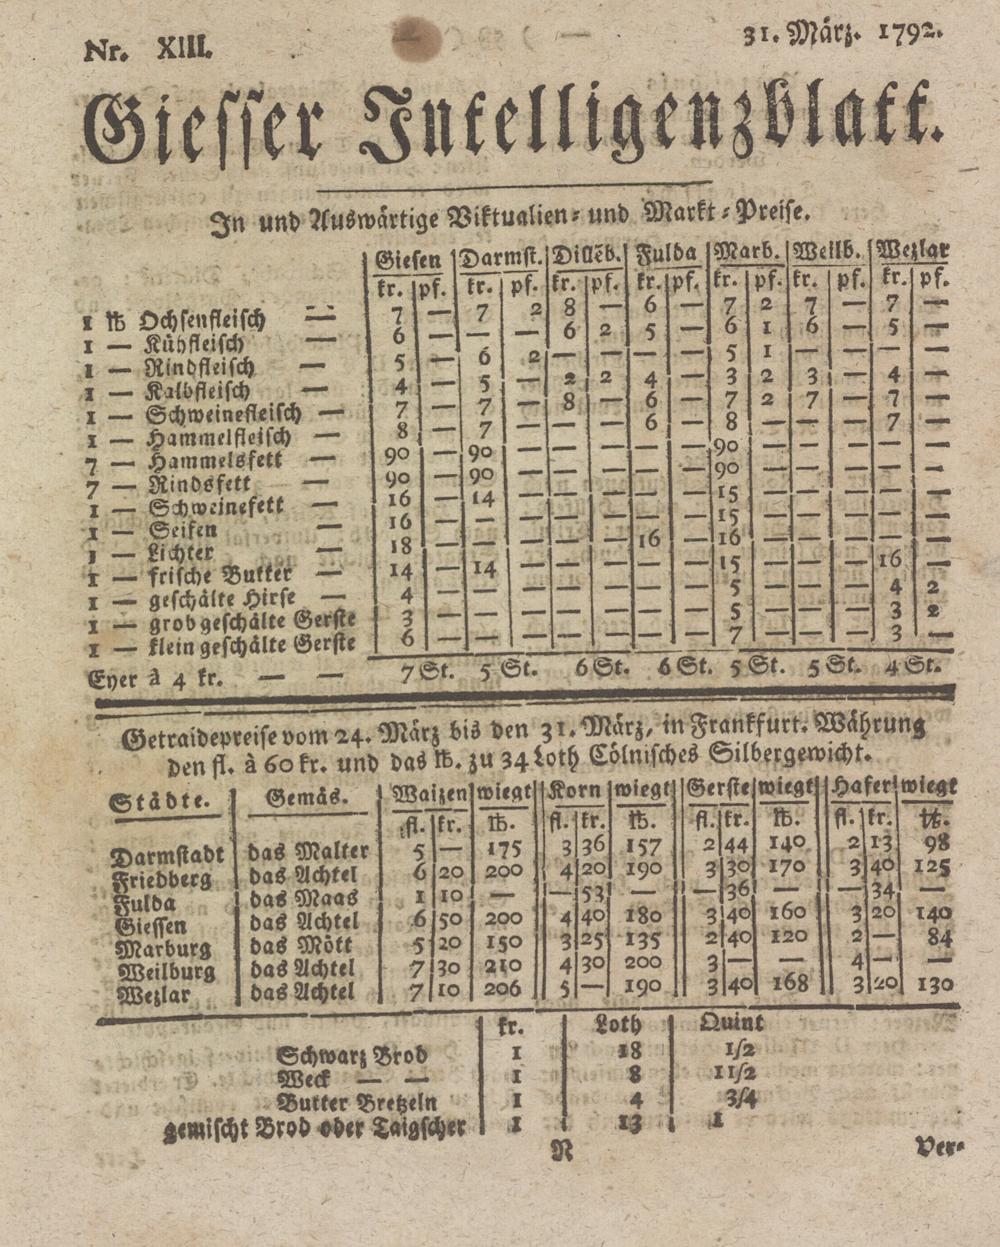 Nr. XIII. 31. März. 1792.
Giesser Intelligenzblatt.
In und Auswärtige Viktualien- und Markt-Preise.
Giesen Darmst. Dilleb. Fulda Marb. Weilb. Wezlar
kr. pf. kr. pf. kr. pf. kr. pf. kr. pf. kr. pf. kr. pf.
1 ℔ Ochsenfleisch — 7 — 7 2 8 — 6 — 7 2 7 — 7 —
1 — Kühfleisch — 6 — — — 6 2 5 — 6 1 6 — 5 —
1 — Rindfleisch — 5 — 6 2 — — — — 5 1 — — — —
1 — Kalbfleisch — 4 — 5 — 2 2 4 — 3 2 3 — 4 —
1 — Schweinefleisch — 7 — 7 — 8 — 6 — 7 2 7 — 7 —
1 — Hammelfleisch — 8 — 7 — — — 6 — 8 — — — 7 —
7 — Hammelsfett — 90 — 90 — — — — — 90 — — — — —
7 — Rindsfett — 90 — 90 — — — — — 90 — — — — —
1 — Schweinefett — 16 — 14 — — — — — 15 — — — — —
1 — Seifen — 16 — — — — — — — 15 — — — — —
1 — Lichter — 18 — — — — — 16 — 16 — — — — —
1 — frische Butter — 14 — 14 — — — — — 15 — — — 16 —
1 — geschälte Hirse — 4 — — — — — — — 5 — — — 4 2
1 — grob geschälte Gerste 3 — — — — — — — 5 — — — 3 2
1 — klein geschälte Gerste 6 — — — — — — — 7 — — — 3 —
Eyer à 4 kr. — — 7 St. 5 St. 6 St. 6 St. 5 St. 5 St. 4 St.
Getraidepreise vom 24. März bis den 31. März, in Frankfurt. Währung
den fl. à 60 kr. und das ℔. zu 34 Loth Cölnisches Silbergewicht.
Städte. Gemäs. Waizen wiegt Korn wiegt Gerste wiegt Hafer wiegt
fl. kr. ℔. fl. kr. ℔. fl. kr. ℔. fl. kr. ℔.
Darmstadt das Malter 5 — 175 3 36 157 2 44 140 2 13 98
Friedberg das Achtel 6 20 200 4 20 190 3 30 170 3 40 125
Fulda das Maas 1 10 — — 53 — — 36 — — 34 —
Giessen das Achtel 6 50 200 4 40 180 3 40 160 3 20 140
Marburg das Mött 5 20 150 3 25 135 2 40 120 2 — 84
Weilburg das Achtel 7 30 210 4 30 200 3 — — 4 —
Wezlar das Achtel 7 10 206 5 — 190 3 40 168 3 20 130
kr. Loth Quint
Schwarz Brod 1 18 1/2
Weck — — 1 8 1 1/2
Butter Bretzeln 1 4 3/4
gemischt Brod oder Taigscher 1 13 1
N Ver-